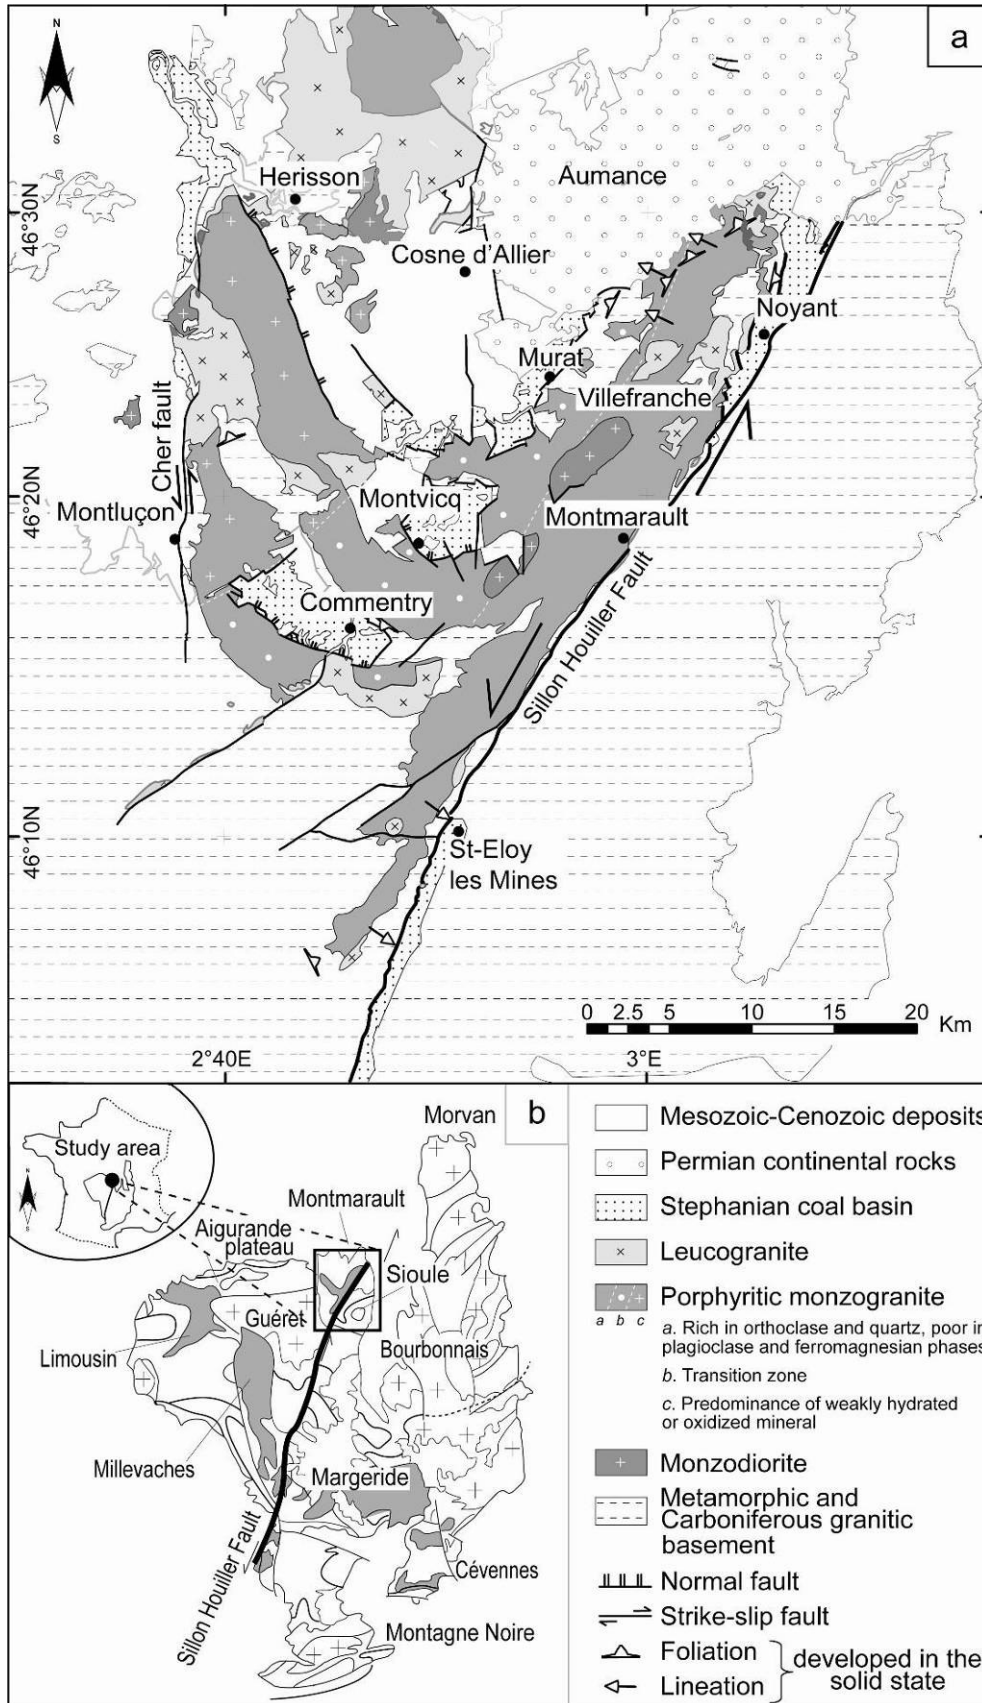 a
N
S
Herisson
Aumance
46°30N
Cosne d'Allier
Noyant
Murat
Villefranche
Cher fault
46°20N
Montvicq
Montluçon
Montmarault
Commentry
Sillon Houiller Fault
46°10N
St-Eloy
les Mines
0 2.5 5 10 15 20
Km
2°40E
3°E
b
Morvan
Study area
N
S
Montmarault
Aigurande
plateau
Sioule
Guéret
Limousin
Bourbonnais
Millevaches
Margeride
Sillon Houiller Fault
Cévennes
Montagne Noire
Mesozoic-Cenozoic deposits
Permian continental rocks
Stephanian coal basin
Leucogranite
Porphyritic monzogranite
a b c
a. Rich in orthoclase and quartz, poor in
plagioclase and ferromagnesian phases
b. Transition zone
c. Predominance of weakly hydrated
or oxidized mineral
Monzodiorite
Metamorphic and
Carboniferous granitic
basement
Normal fault
Strike-slip fault
Foliation
Lineation
developed in the
solid state